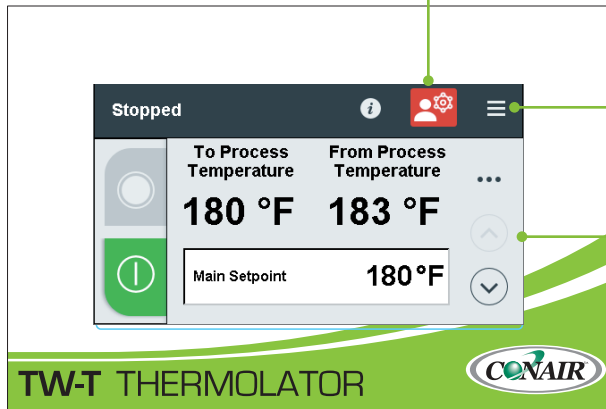 Stopped
i
To Process From Process
Temperature Temperature
180 °F 183 °F
Main Setpoint 180°F
TW-T THERMOLATOR
CONAIR